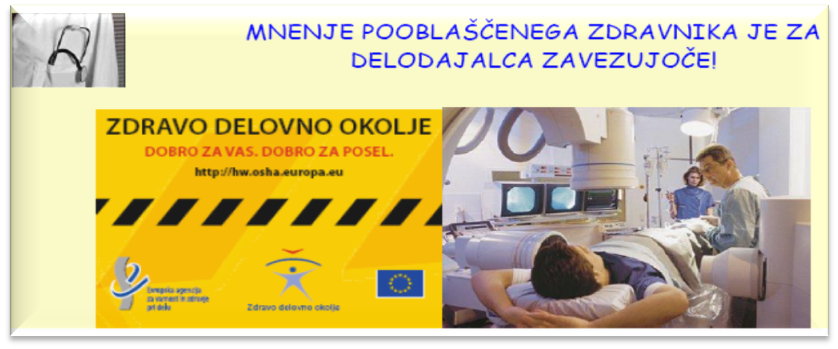 MNENJE POOBLAŠČENEGA ZDRAVNIKA JE ZA
DELODAJALCA ZAVEZUJOČE!
ZDRAVO DELOVNO OKOLJE
DOBRO ZA VAS. DOBRO ZA POSEL.
http://hw.osha.europa.eu
Evropska agencija
za varnost in zdravje
pri delu
Zdravo delovno okolje